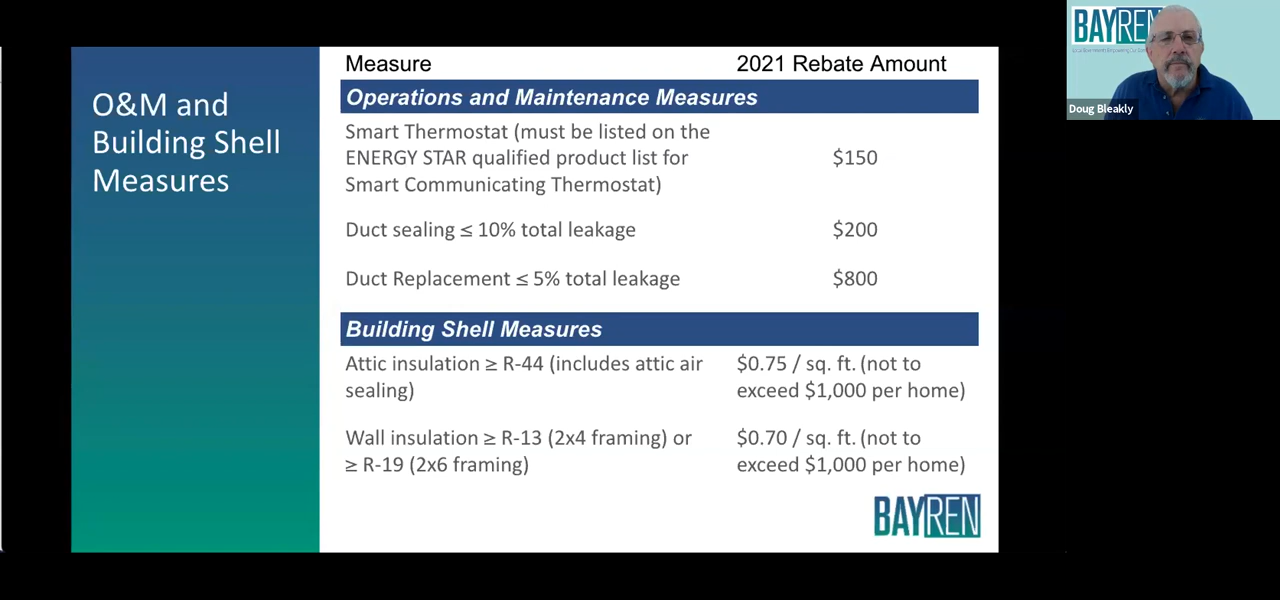 O&M and
Building Shell
Measures
Measure 2021 Rebate Amount
Operations and Maintenance Measures
Smart Thermostat (must be listed on the
ENERGY STAR qualified product list for
Smart Communicating Thermostat)
$150
Duct sealing ≤ 10% total leakage $200
Duct Replacement ≤ 5% total leakage $800
Building Shell Measures
Attic insulation ≥ R-44 (includes attic air
sealing)
$0.75 / sq. ft. (not to
exceed $1,000 per home)
Wall insulation ≥ R-13 (2x4 framing) or
≥ R-19 (2x6 framing)
$0.70 / sq. ft. (not to
exceed $1,000 per home)
BAYREN
BAYREN
Doug Bleakly